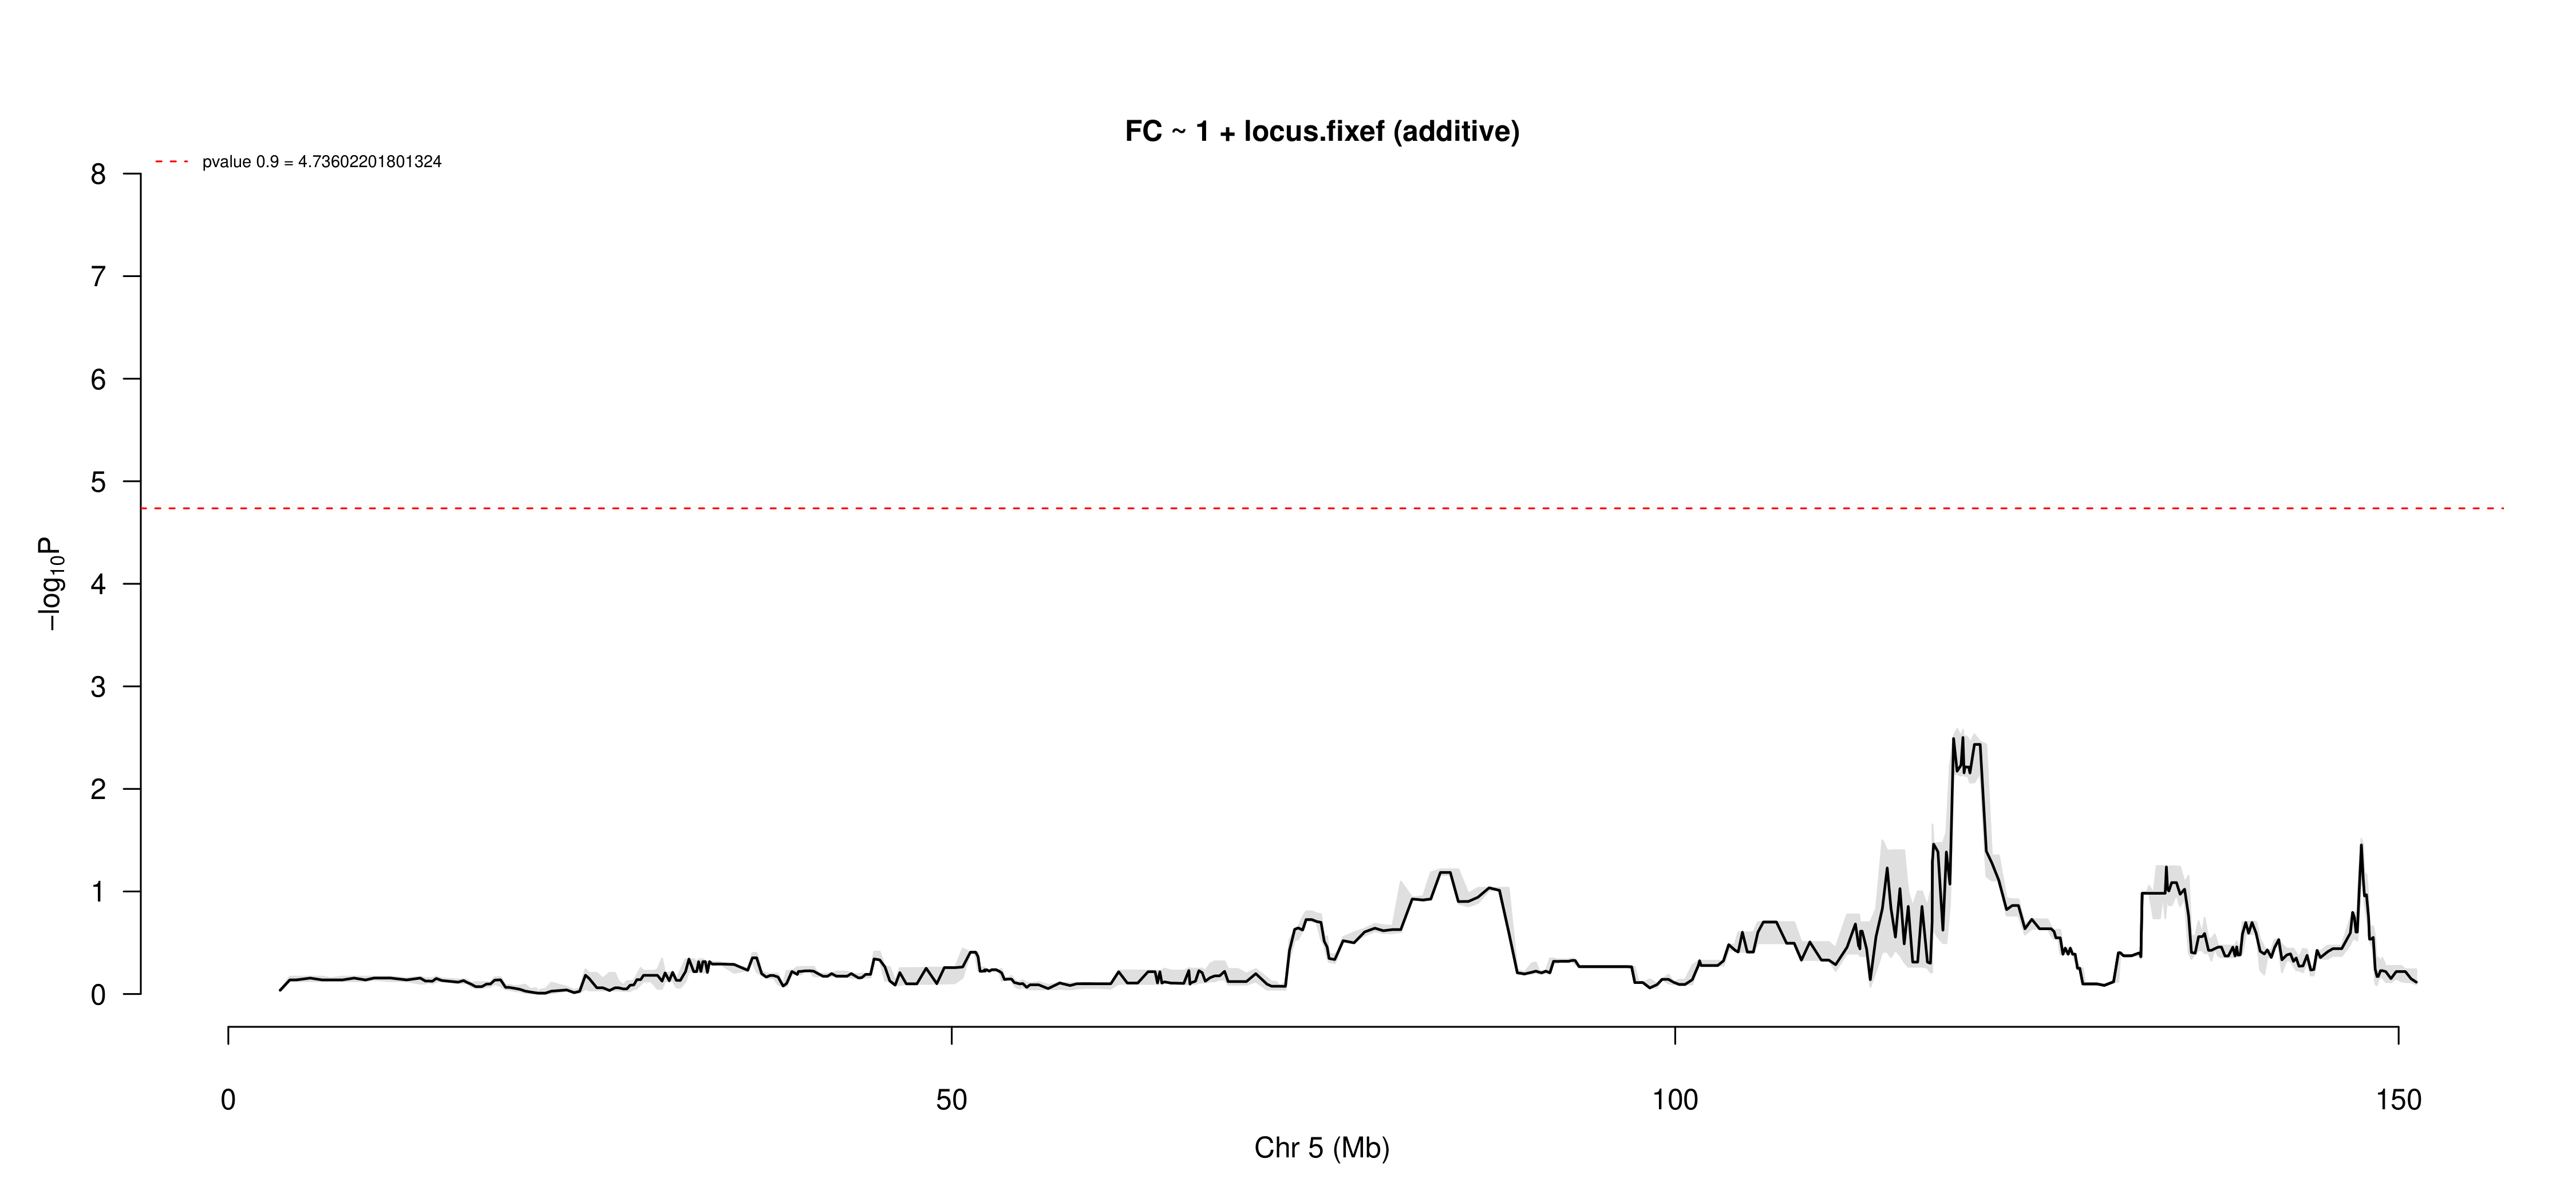 FC ~ 1 + locus.fixef (additive)
pvalue 0.9 = 4.73602201801324
8
7
6
5
4
3
2
1
0
−log10P
0 50 100 150
Chr 5 (Mb)